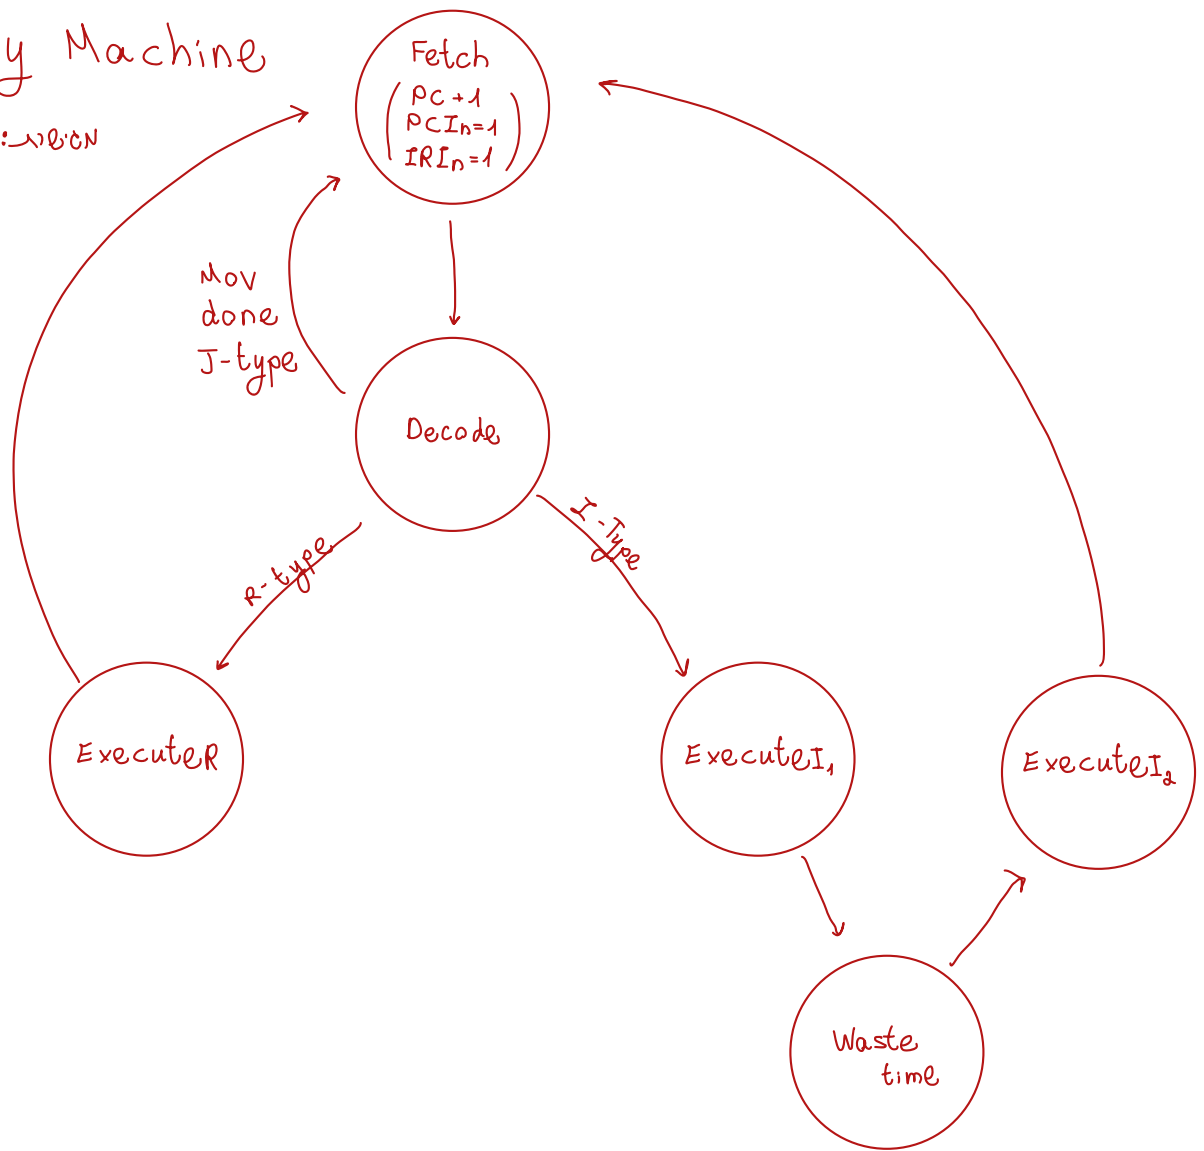 y Machine
Fetch
PC + 1
PCIn=1
IRIn=1
Mov
done
J-type
Decode
R-type
I-Type
ExecuteR
ExecuteI₁
ExecuteI₂
Waste
time